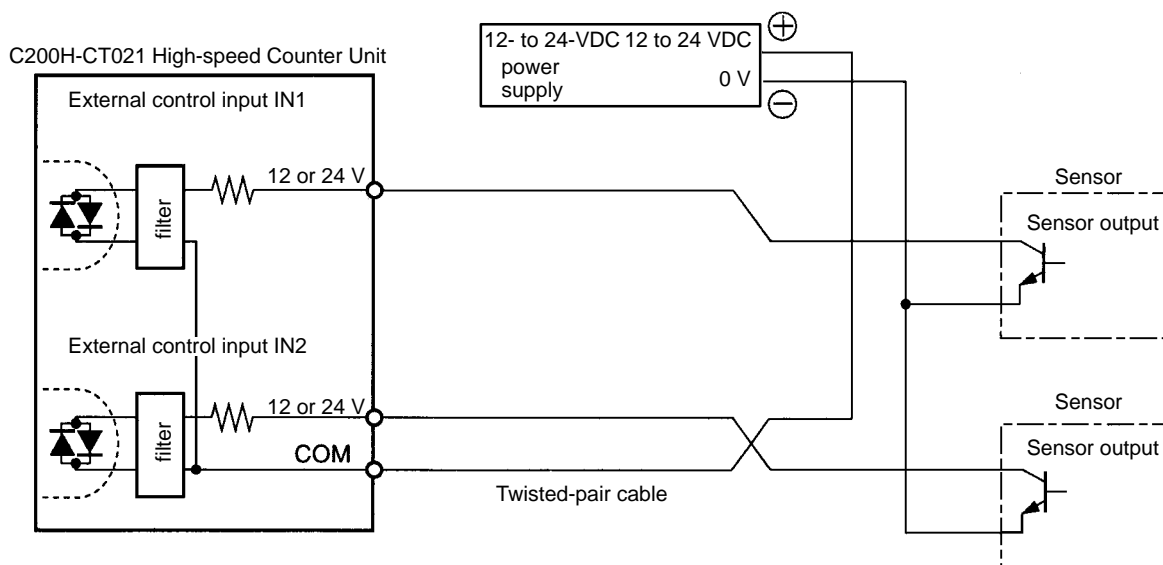 C200H-CT021 High-speed Counter Unit
12- to 24-VDC 12 to 24 VDC
power
supply
0 V
+
−
External control input IN1
12 or 24 V
filter
Sensor
Sensor output
External control input IN2
12 or 24 V
filter
COM
Twisted-pair cable
Sensor
Sensor output